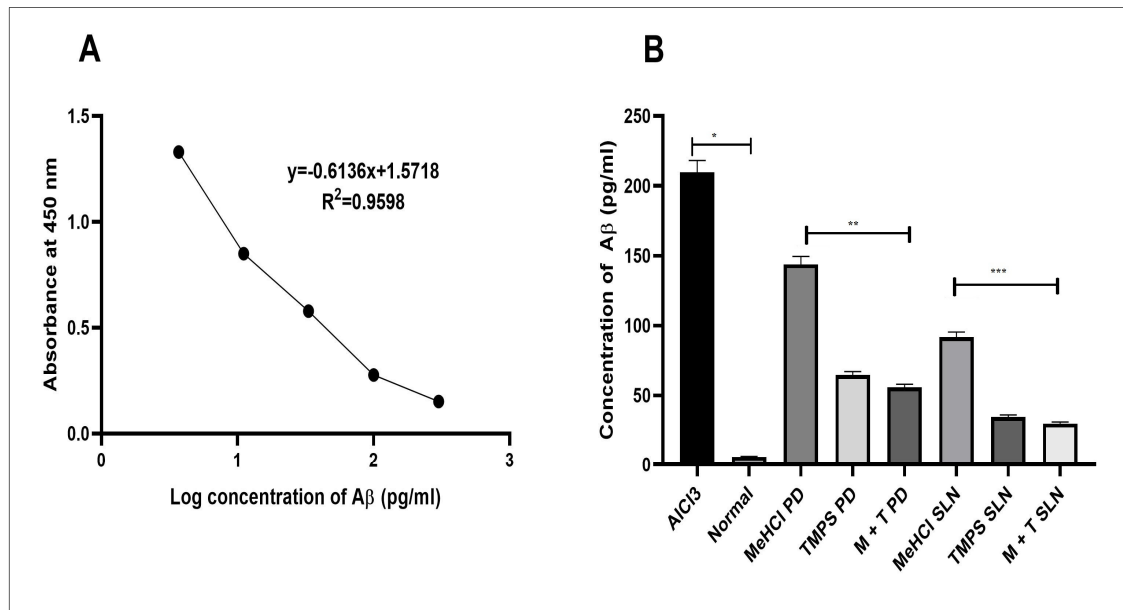 A
1.5
1.0
0.5
0.0
0
1
2
3
Absorbance at 450 nm
Log concentration of Aβ (pg/ml)
y=-0.6136x+1.5718
R²=0.9598
B
250
200
150
100
50
0
Concentration of Aβ (pg/ml)
*
**
***
AlCl3
Normal
MeHCl PD
TMPS PD
M + T PD
MeHCl SLN
TMPS SLN
M + T SLN